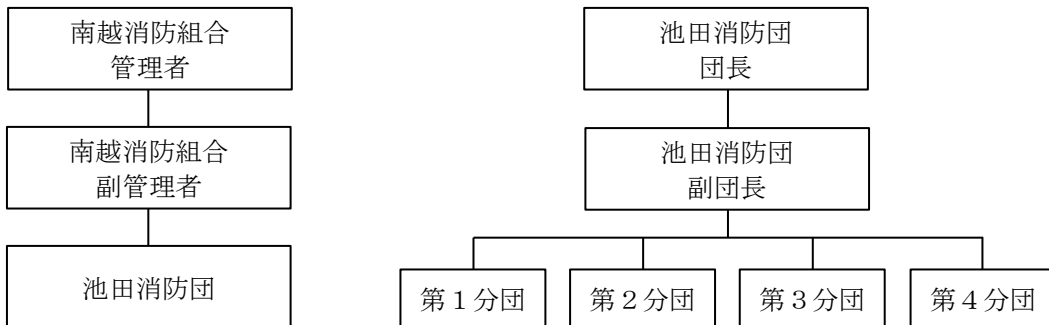 南越消防組合
管理者
南越消防組合
副管理者
池田消防団
池田消防団
団長
池田消防団
副団長
第１分団
第２分団
第３分団
第４分団